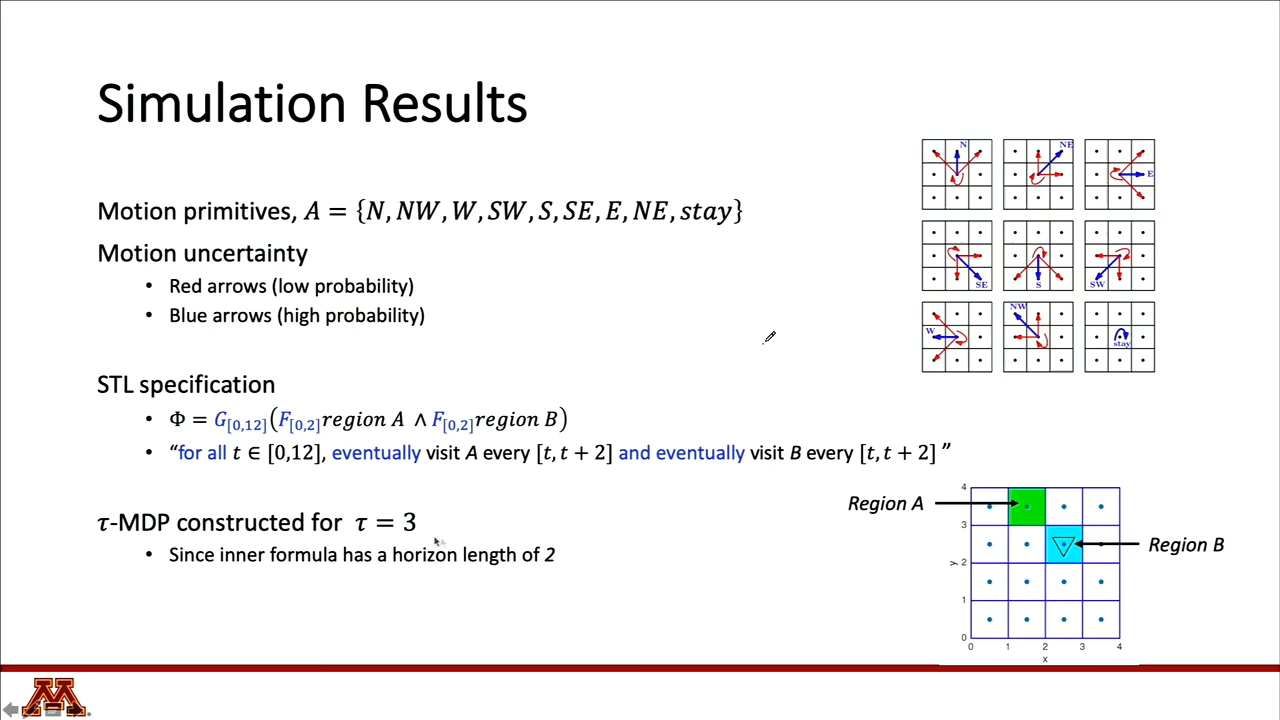 Simulation Results
Motion primitives, A = {N, NW, W, SW, S, SE, E, NE, stay}
Motion uncertainty
• Red arrows (low probability)
• Blue arrows (high probability)
STL specification
• Φ = G[0,12](F[0,2]region A ∧ F[0,2]region B)
• “for all t ∈ [0,12], eventually visit A every [t, t + 2] and eventually visit B every [t, t + 2] ”
τ-MDP constructed for τ = 3
• Since inner formula has a horizon length of 2
N
NE
E
SE
S
SW
W
NW
stay
Region A
Region B
4
3
2
1
0
y
0 1 2 3 4
x
M